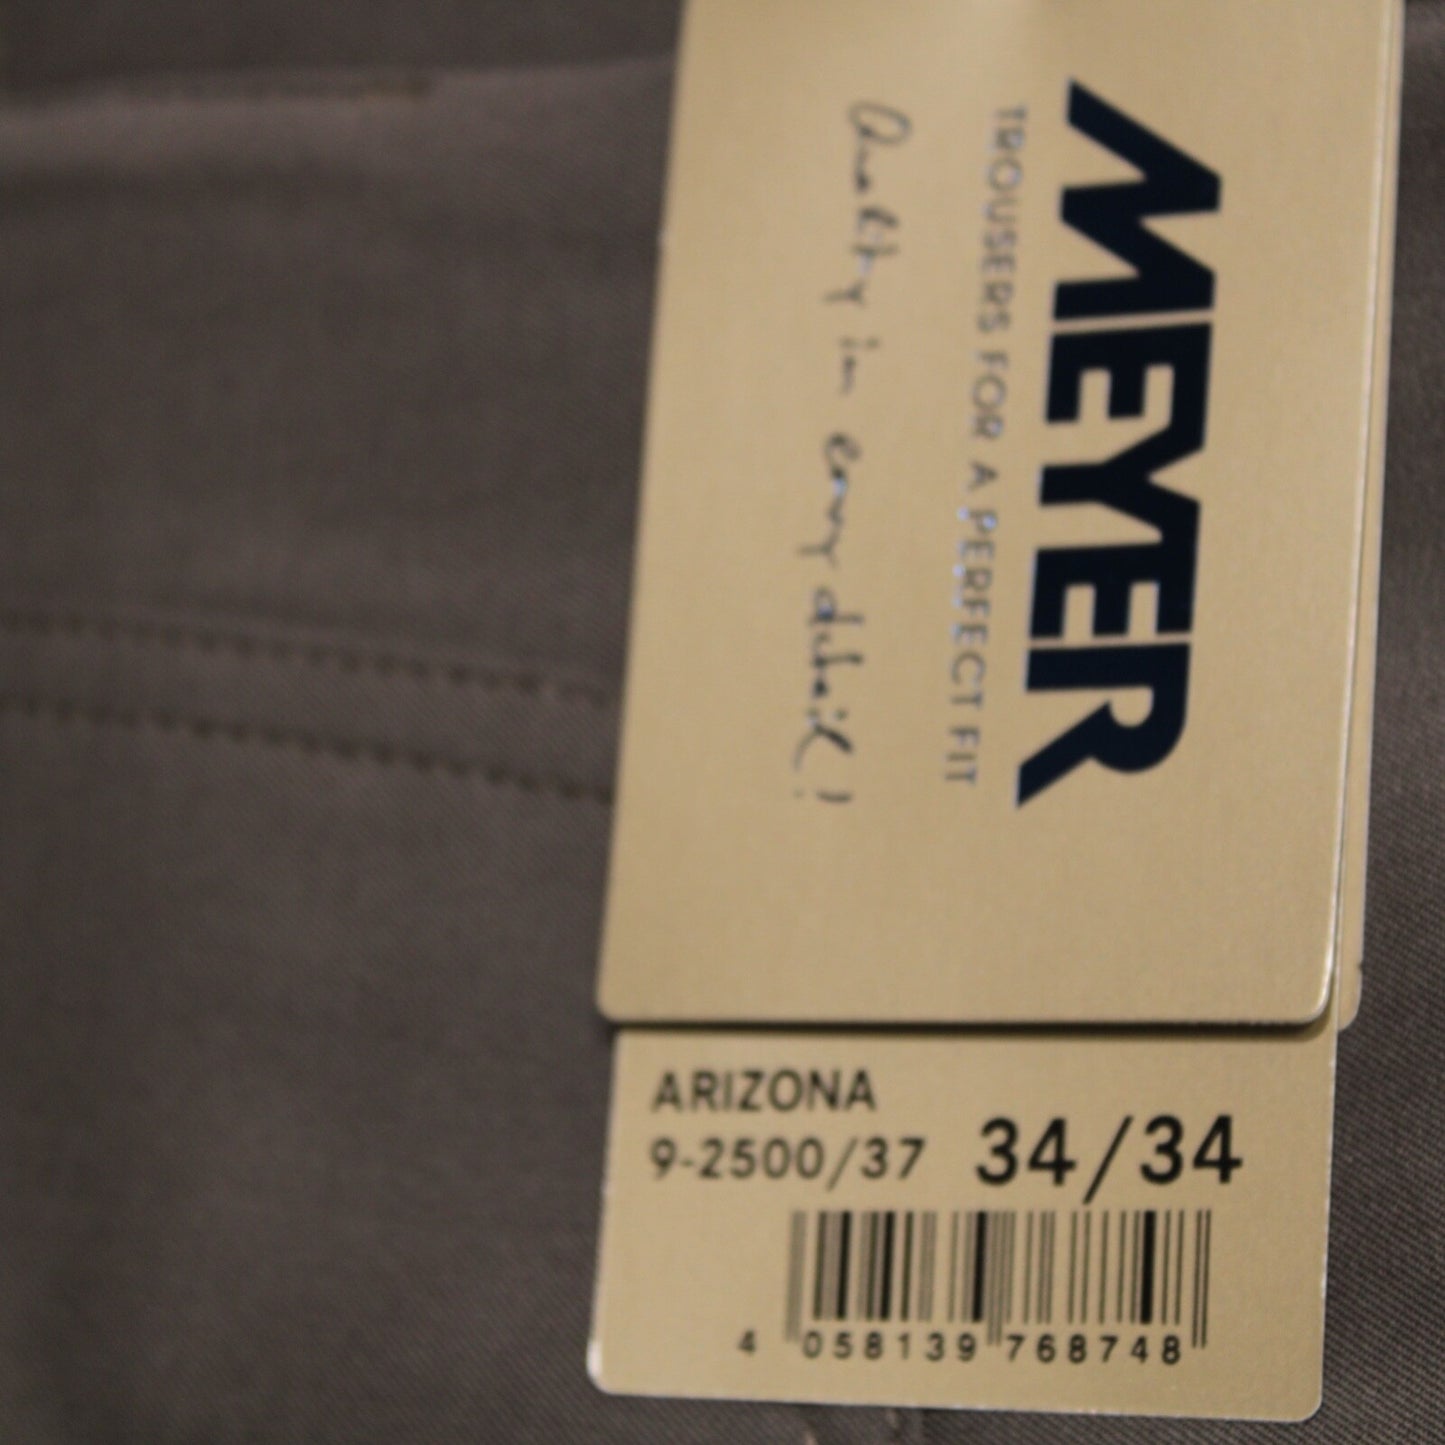 MEYER
TROUSERS FOR A PERFECT FIT
Quality in every detail!
ARIZONA
9-2500/37 34/34
4 058139 768748